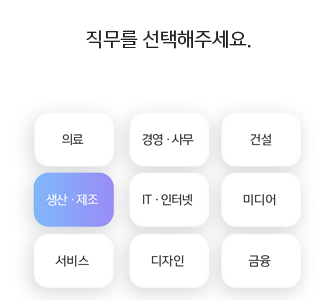 직무를 선택해주세요.
의료 경영 · 사무 건설
생산 · 제조 IT · 인터넷 미디어
서비스 디자인 금융